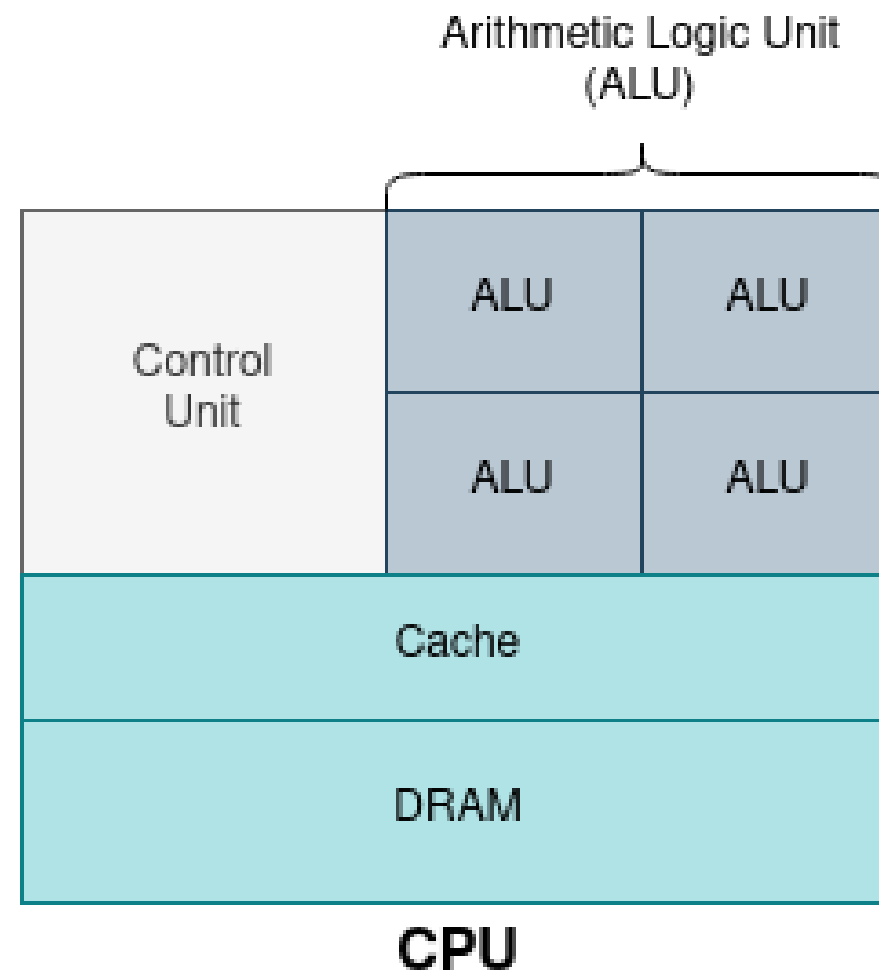 Arithmetic Logic Unit
(ALU)
ALU
ALU
Control
Unit
ALU
ALU
Cache
DRAM
CPU